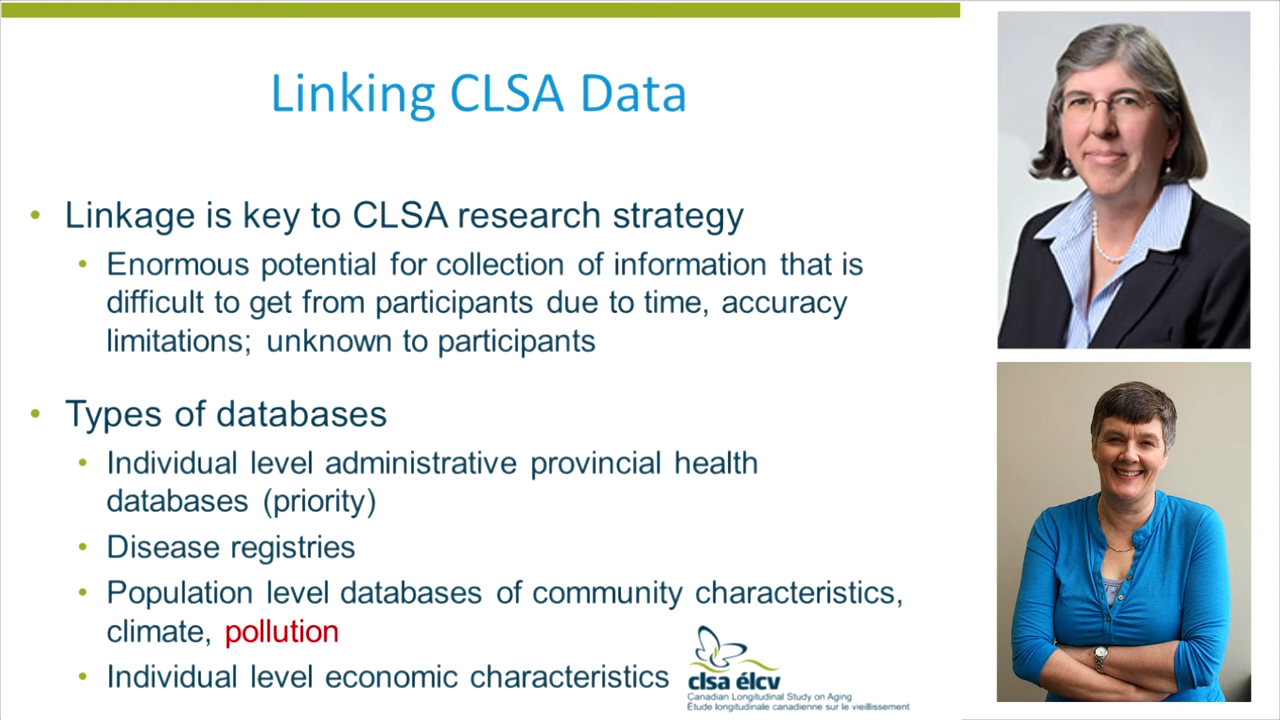 Linking CLSA Data
• Linkage is key to CLSA research strategy
• Enormous potential for collection of information that is
difficult to get from participants due to time, accuracy
limitations; unknown to participants
• Types of databases
• Individual level administrative provincial health
databases (priority)
• Disease registries
• Population level databases of community characteristics,
climate, pollution
• Individual level economic characteristics
clsa élcv
Canadian Longitudinal Study on Aging
Étude longitudinale canadienne sur le vieillissement